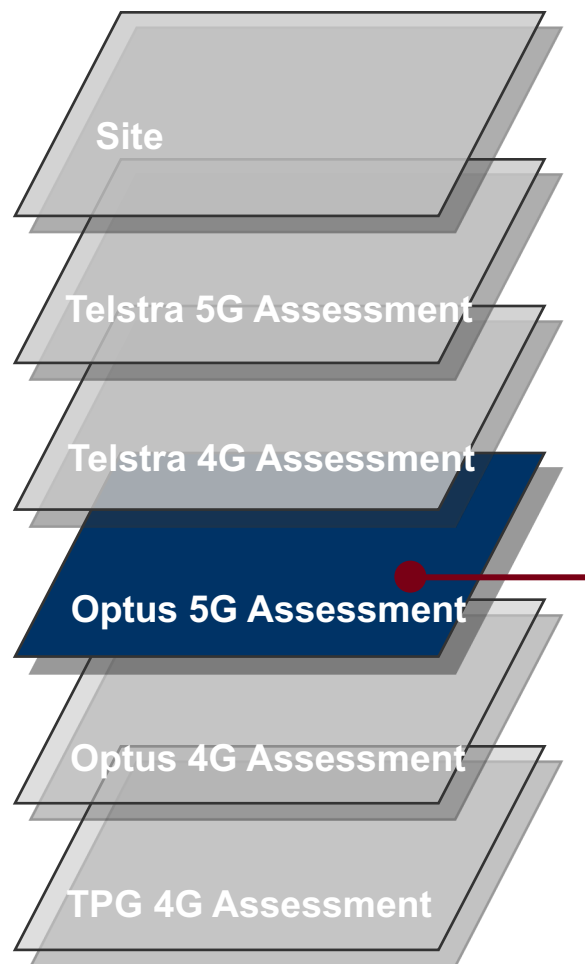 Site
Telstra 5G Assessment
Telstra 4G Assessment
Optus 5G Assessment
Optus 4G Assessment
TPG 4G Assessment